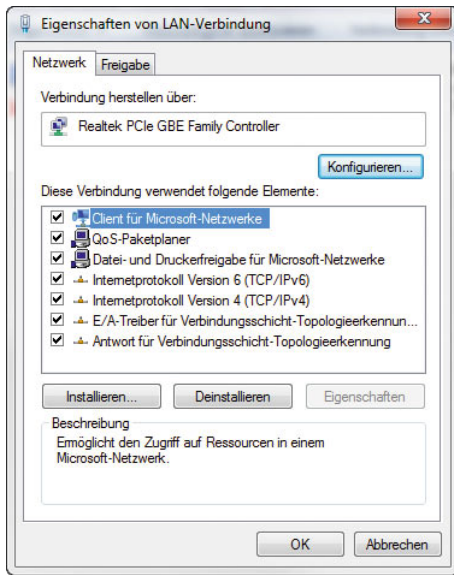 Eigenschaften von LAN-Verbindung
Netzwerk
Freigabe
Verbindung herstellen über:
Realtek PCIe GBE Family Controller
Konfigurieren...
Diese Verbindung verwendet folgende Elemente:
Client für Microsoft-Netzwerke
QoS-Paketplaner
Datei- und Druckerfreigabe für Microsoft-Netzwerke
Internetprotokoll Version 6 (TCP/IPv6)
Internetprotokoll Version 4 (TCP/IPv4)
E/A-Treiber für Verbindungsschicht-Topologieerkennun...
Antwort für Verbindungsschicht-Topologieerkennung
Installieren...
Deinstallieren
Eigenschaften
Beschreibung
Ermöglicht den Zugriff auf Ressourcen in einem
Microsoft-Netzwerk.
OK
Abbrechen